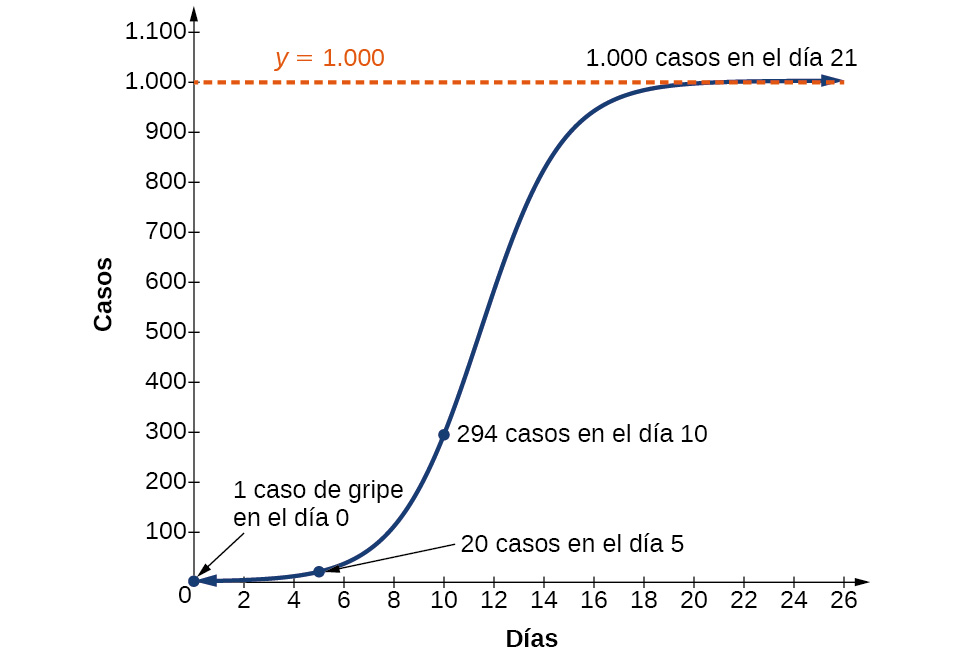 1.100
y = 1.000
1.000 casos en el día 21
1.000
900
800
700
600
500
400
300
200
100
0
Casos
294 casos en el día 10
1 caso de gripe
en el día 0
20 casos en el día 5
2 4 6 8 10 12 14 16 18 20 22 24 26
Días